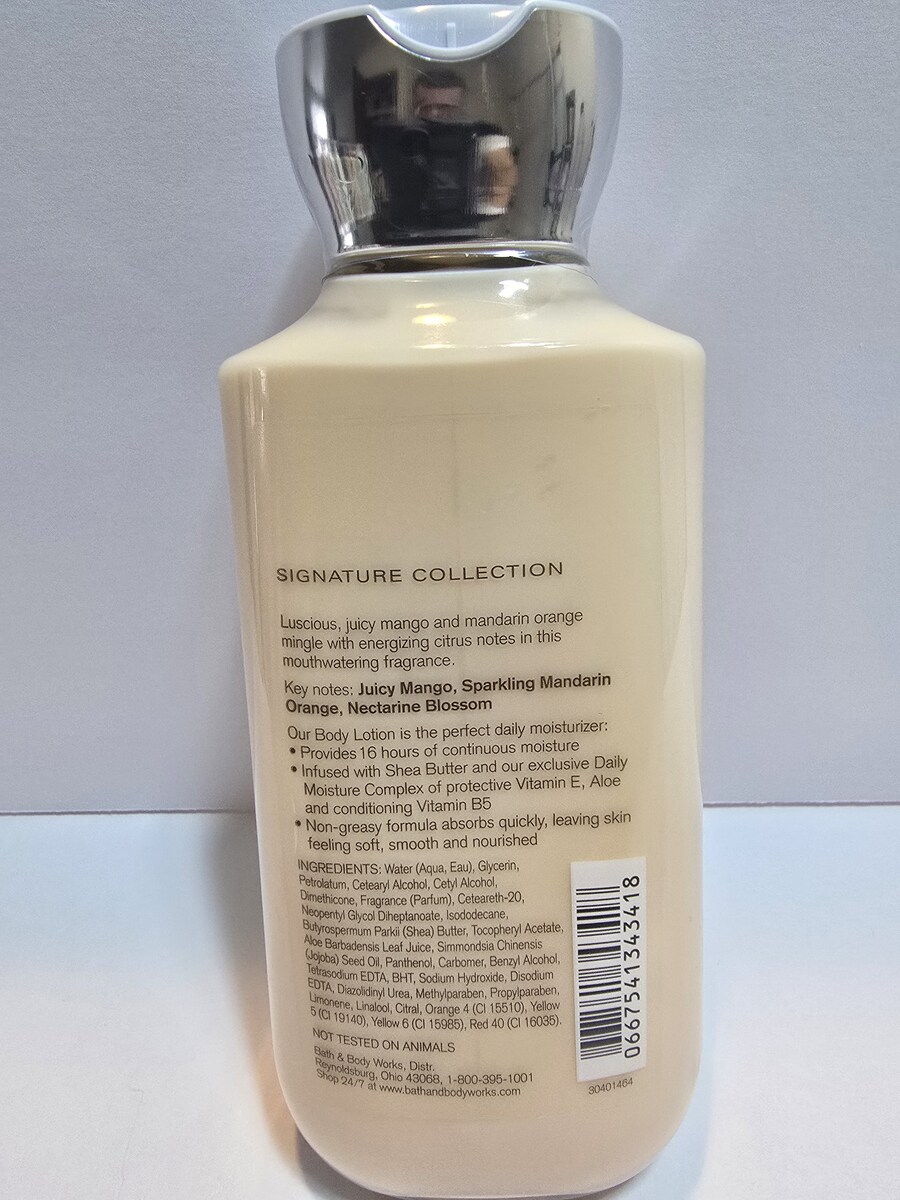 SIGNATURE COLLECTION
Luscious, juicy mango and mandarin orange
mingle with energizing citrus notes in this
mouthwatering fragrance.
Key notes: Juicy Mango, Sparkling Mandarin
Orange, Nectarine Blossom
Our Body Lotion is the perfect daily moisturizer:
• Provides 16 hours of continuous moisture
• Infused with Shea Butter and our exclusive Daily
Moisture Complex of protective Vitamin E, Aloe
and conditioning Vitamin B5
• Non-greasy formula absorbs quickly, leaving skin
feeling soft, smooth and nourished
INGREDIENTS: Water (Aqua, Eau), Glycerin,
Petrolatum, Cetearyl Alcohol, Cetyl Alcohol,
Dimethicone, Fragrance (Parfum), Ceteareth-20,
Neopentyl Glycol Diheptanoate, Isododecane,
Butyrospermum Parkii (Shea) Butter, Tocopheryl Acetate,
Aloe Barbadensis Leaf Juice, Simmondsia Chinensis
(Jojoba) Seed Oil, Panthenol, Carbomer, Benzyl Alcohol,
Tetrasodium EDTA, BHT, Sodium Hydroxide, Disodium
EDTA, Diazolidinyl Urea, Methylparaben, Propylparaben,
Limonene, Linalool, Citral, Orange 4 (CI 15510), Yellow
5 (CI 19140), Yellow 6 (CI 15985), Red 40 (CI 16035).
NOT TESTED ON ANIMALS
Bath & Body Works, Distr.
Reynoldsburg, Ohio 43068, 1-800-395-1001
Shop 24/7 at www.bathandbodyworks.com
0667541343418
30401464